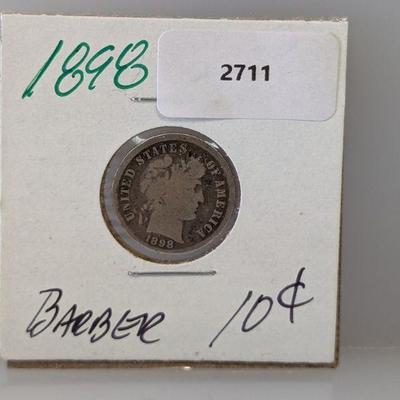 1898
2711
UNITED STATES OF AMERICA
1898
BARBER 10¢